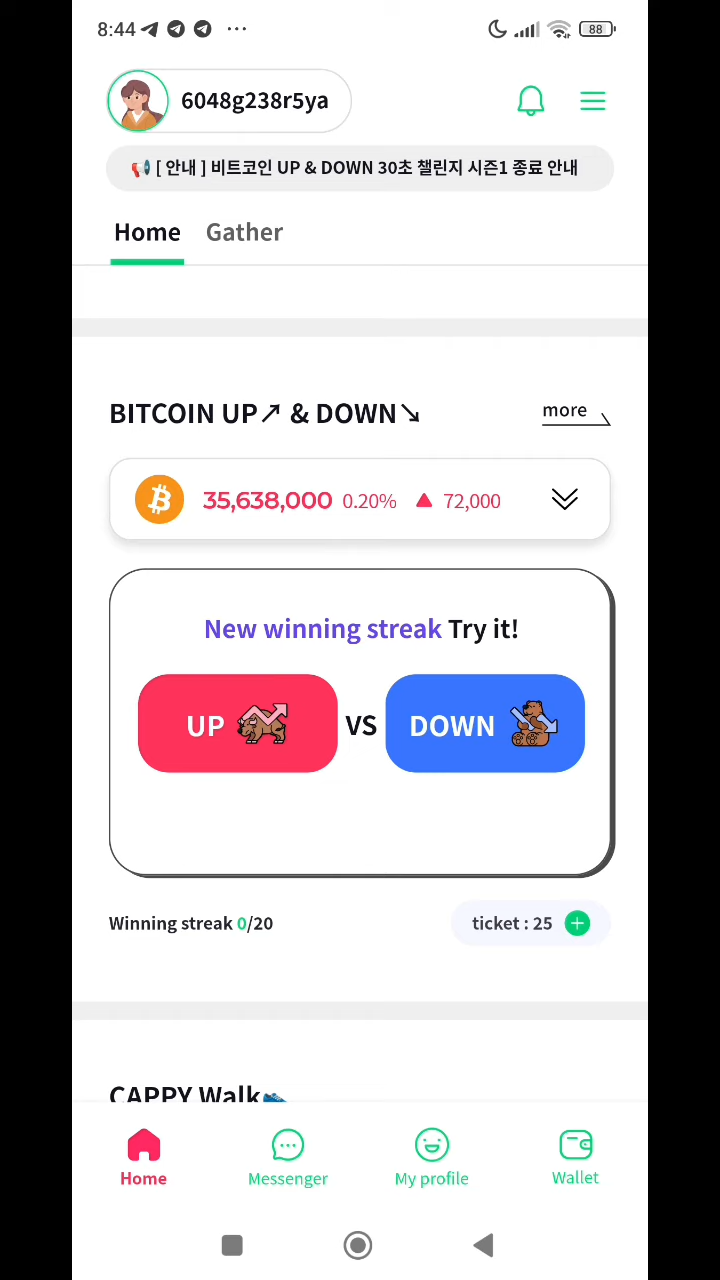 8:44
88
6048g238r5ya
[ 안내 ] 비트코인 UP & DOWN 30초 챌린지 시즌1 종료 안내
Home Gather
BITCOIN UP↗ & DOWN↘
more
35,638,000 0.20% ▲ 72,000
New winning streak Try it!
UP VS DOWN
Winning streak 0/20
ticket : 25
CAPPY Walk
Home Messenger My profile Wallet